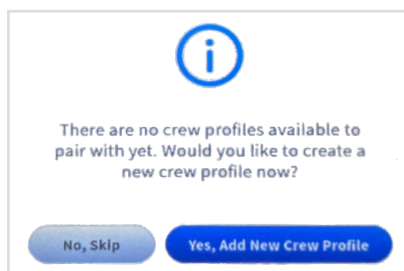 There are no crew profiles available to
pair with yet. Would you like to create a
new crew profile now?
No, Skip
Yes, Add New Crew Profile